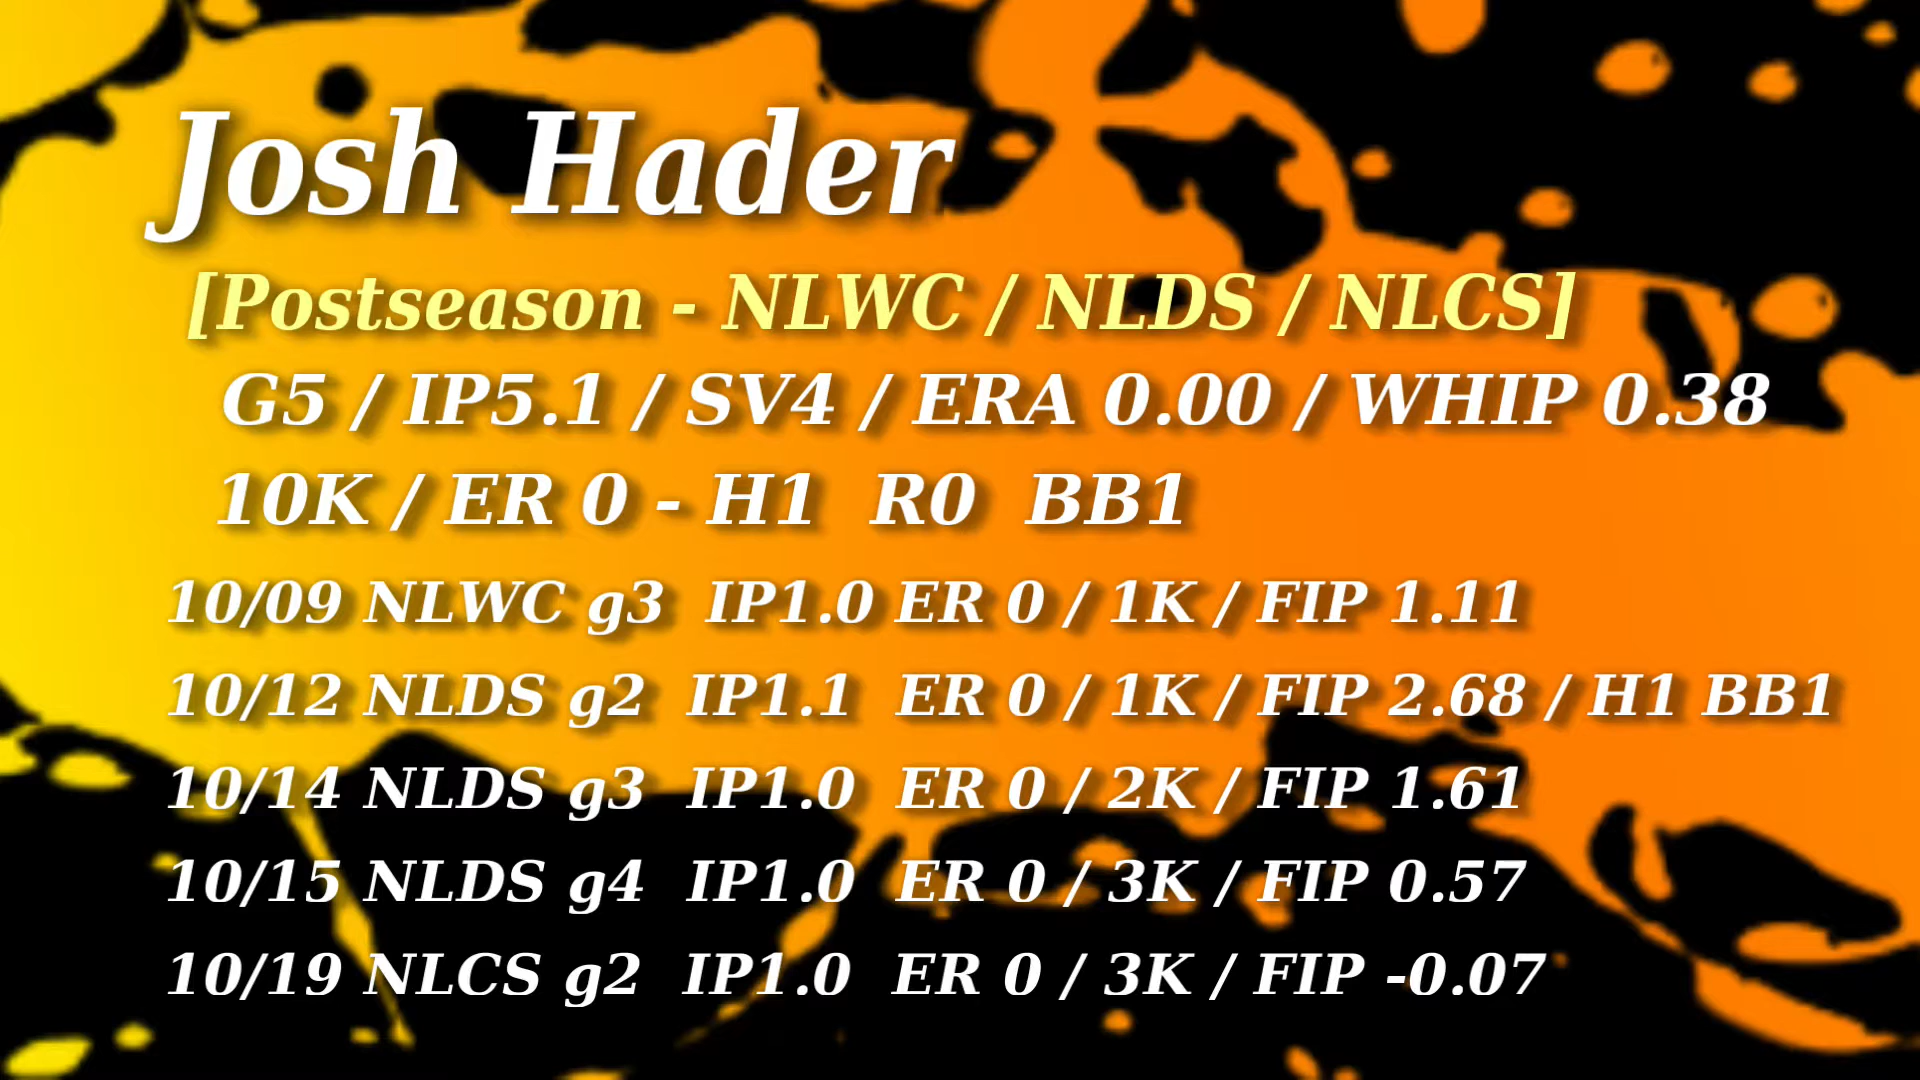 Josh Hader
[Postseason - NLWC / NLDS / NLCS]
G5 / IP5.1 / SV4 / ERA 0.00 / WHIP 0.38
10K / ER 0 - H1 R0 BB1
10/09 NLWC g3 IP1.0 ER 0 / 1K / FIP 1.11
10/12 NLDS g2 IP1.1 ER 0 / 1K / FIP 2.68 / H1 BB1
10/14 NLDS g3 IP1.0 ER 0 / 2K / FIP 1.61
10/15 NLDS g4 IP1.0 ER 0 / 3K / FIP 0.57
10/19 NLCS g2 IP1.0 ER 0 / 3K / FIP -0.07